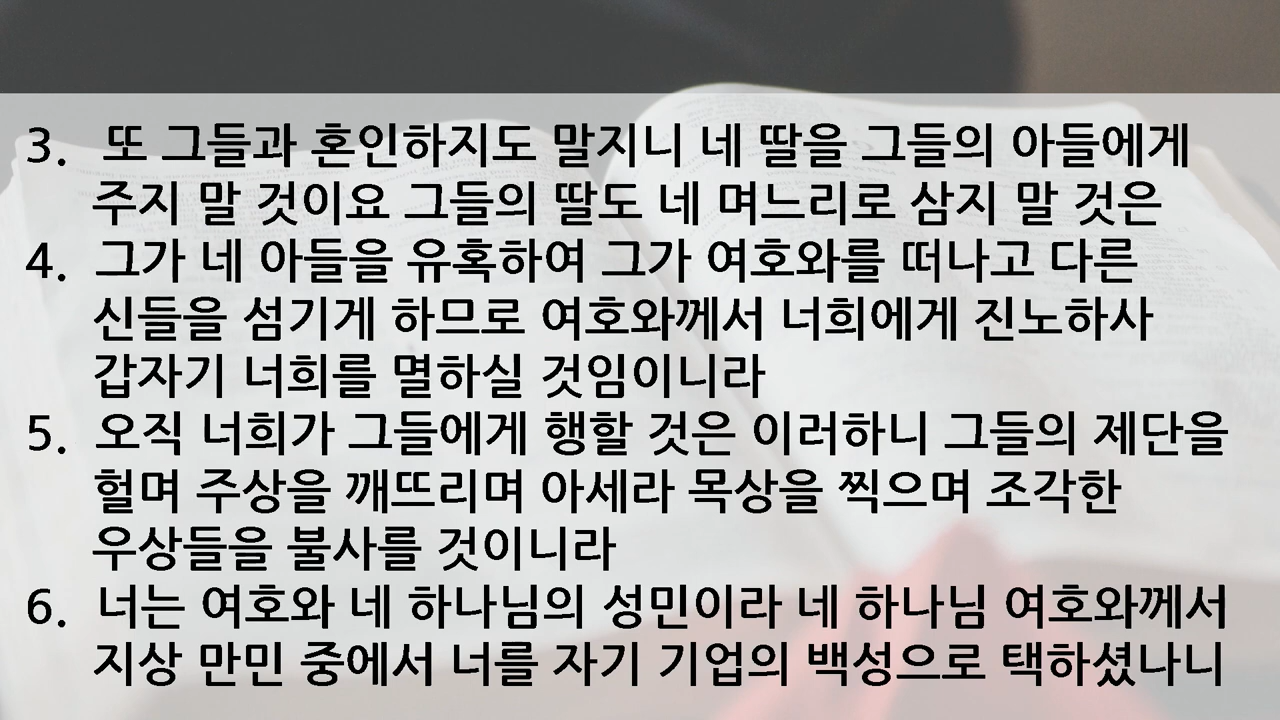 3. 또 그들과 혼인하지도 말지니 네 딸을 그들의 아들에게
주지 말 것이요 그들의 딸도 네 며느리로 삼지 말 것은
4. 그가 네 아들을 유혹하여 그가 여호와를 떠나고 다른
신들을 섬기게 하므로 여호와께서 너희에게 진노하사
갑자기 너희를 멸하실 것임이니라
5. 오직 너희가 그들에게 행할 것은 이러하니 그들의 제단을
헐며 주상을 깨뜨리며 아세라 목상을 찍으며 조각한
우상들을 불사를 것이니라
6. 너는 여호와 네 하나님의 성민이라 네 하나님 여호와께서
지상 만민 중에서 너를 자기 기업의 백성으로 택하셨나니